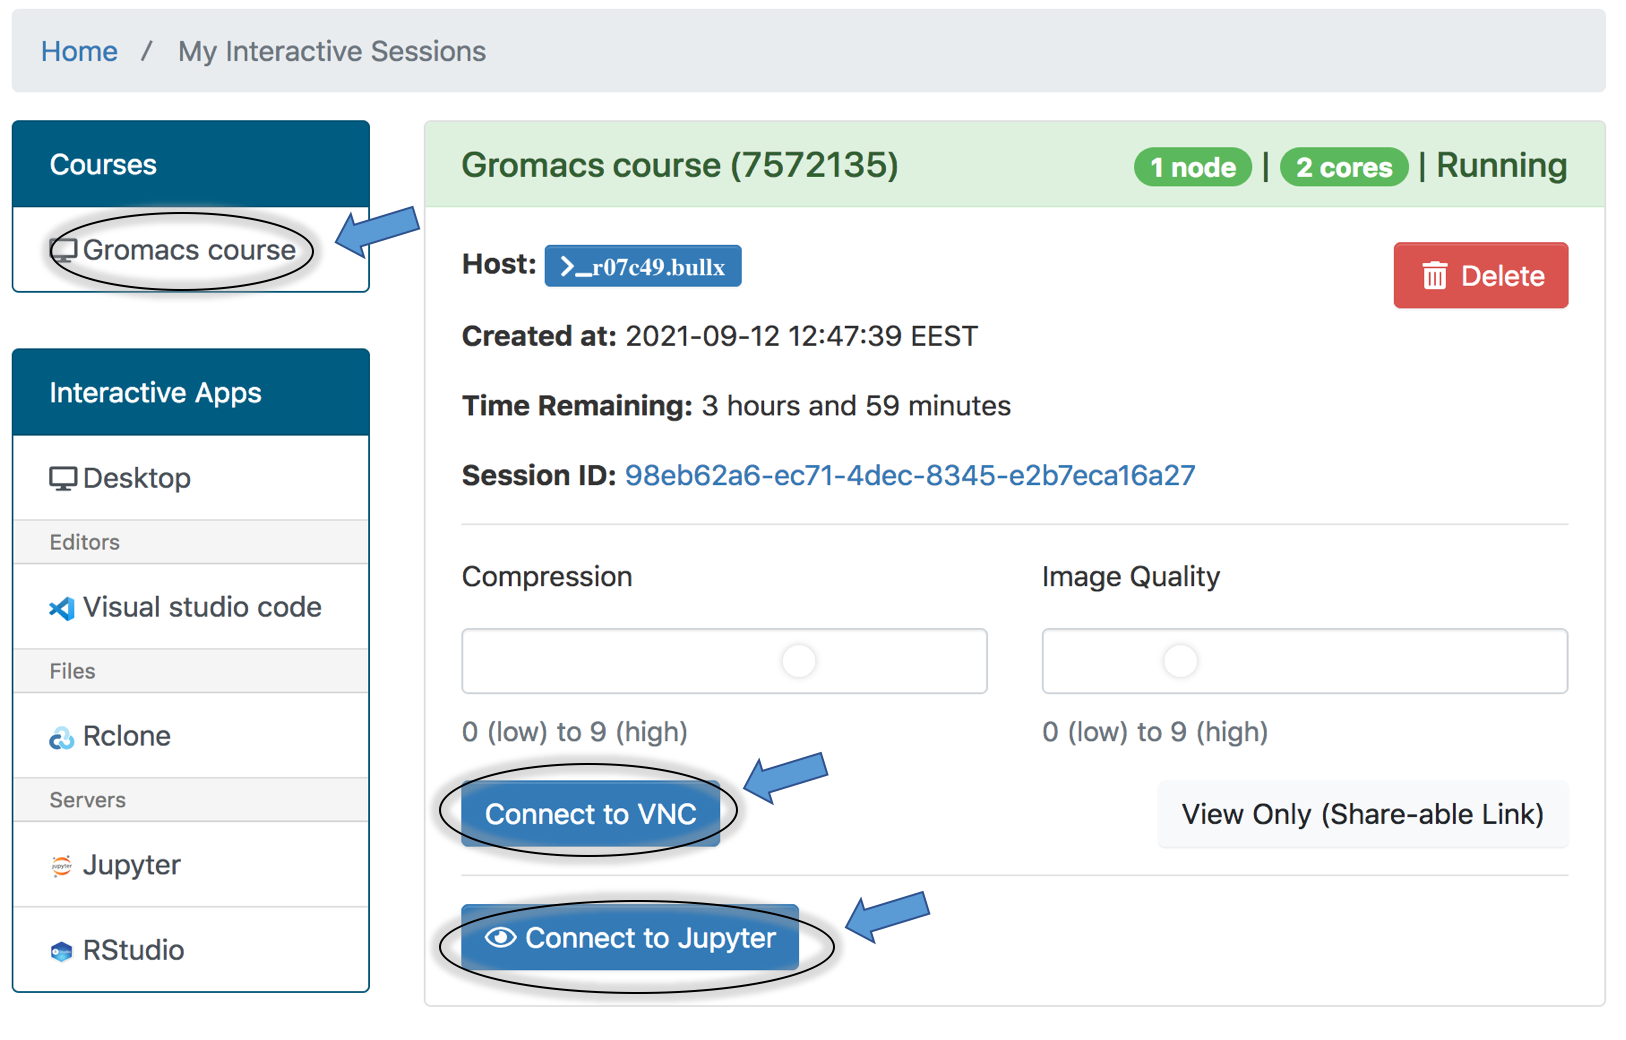 Home / My Interactive Sessions
Courses
Gromacs course
Interactive Apps
Desktop
Editors
Visual studio code
Files
Rclone
Servers
Jupyter
RStudio
Gromacs course (7572135)
1 node | 2 cores | Running
Host: >_r07c49.bullx
Delete
Created at: 2021-09-12 12:47:39 EEST
Time Remaining: 3 hours and 59 minutes
Session ID: 98eb62a6-ec71-4dec-8345-e2b7eca16a27
Compression
Image Quality
0 (low) to 9 (high)
0 (low) to 9 (high)
Connect to VNC
View Only (Share-able Link)
Connect to Jupyter